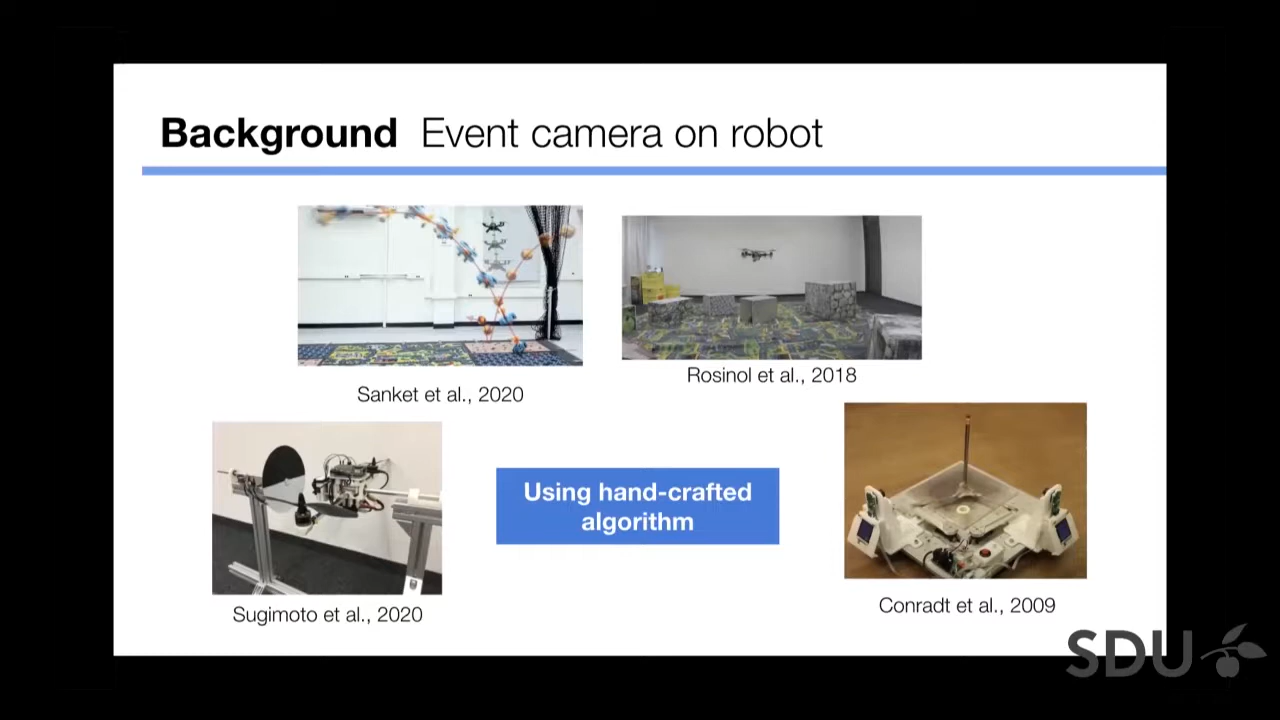 Background Event camera on robot
Sanket et al., 2020
Rosinol et al., 2018
Using hand-crafted
algorithm
Sugimoto et al., 2020
Conradt et al., 2009
SDU